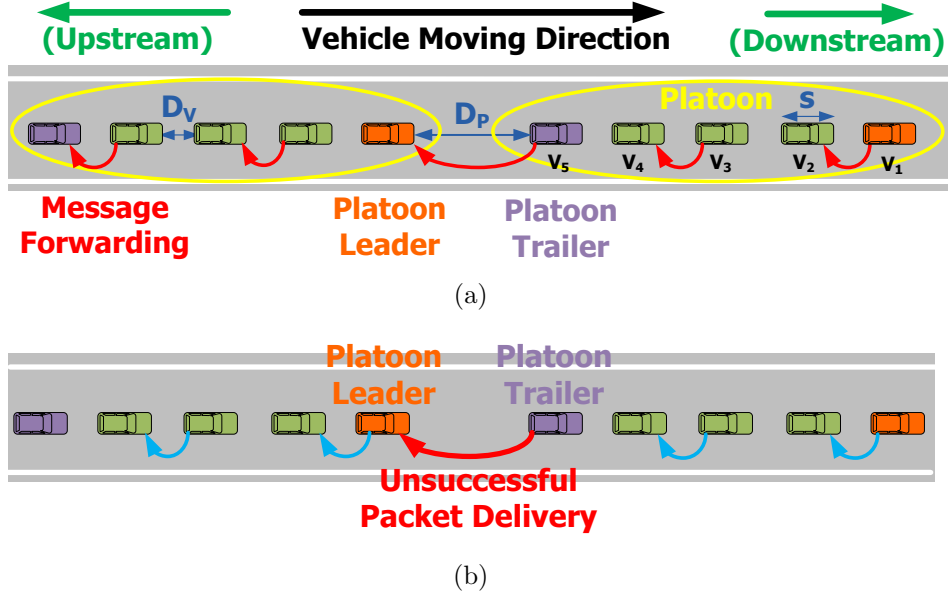 (Upstream)
Vehicle Moving Direction
(Downstream)
D_V
D_P
Platoon
s
V_5
V_4
V_3
V_2
V_1
Message
Forwarding
Platoon
Leader
Platoon
Trailer
(a)
Platoon
Leader
Platoon
Trailer
Unsuccessful
Packet Delivery
(b)